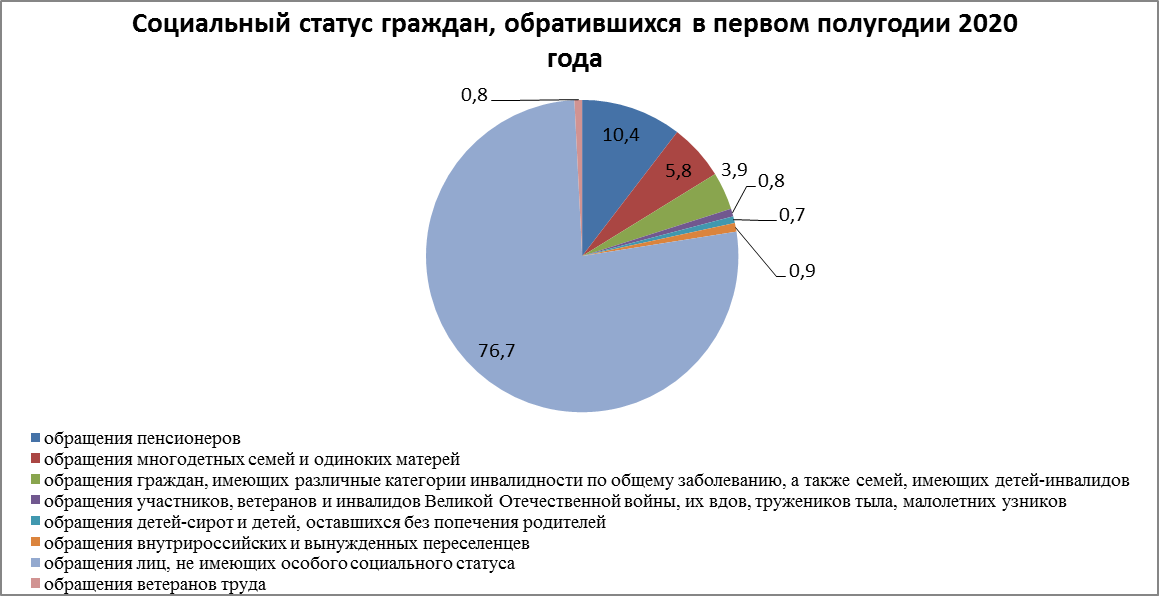 Социальный статус граждан, обратившихся в первом полугодии 2020
года
0,8
10,4
5,8
3,9
0,8
0,7
0,9
76,7
обращения пенсионеров
обращения многодетных семей и одиноких матерей
обращения граждан, имеющих различные категории инвалидности по общему заболеванию, а также семей, имеющих детей-инвалидов
обращения участников, ветеранов и инвалидов Великой Отечественной войны, их вдов, тружеников тыла, малолетних узников
обращения детей-сирот и детей, оставшихся без попечения родителей
обращения внутрироссийских и вынужденных переселенцев
обращения лиц, не имеющих особого социального статуса
обращения ветеранов труда